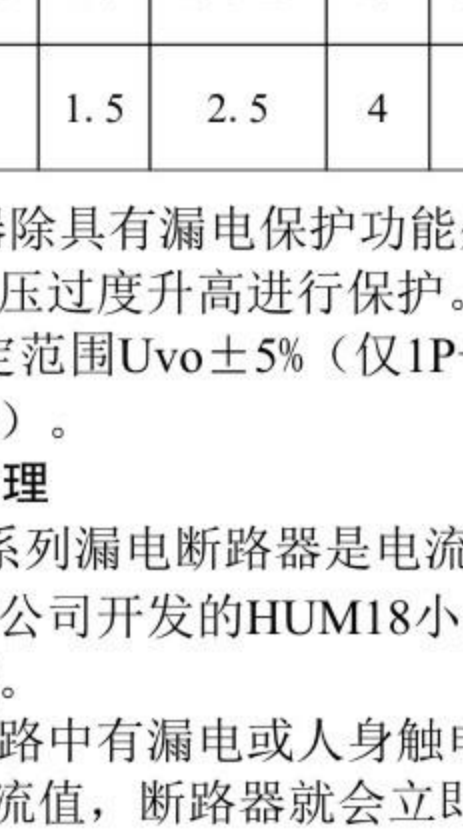 1.5 2.5 4
除具有漏电保护功能
压过度升高进行保护。
范围Uvo±5%（仅1P
）。
理
系列漏电断路器是电流
公司开发的HUM18小
。
路中有漏电或人身触电
流值，断路器就会立即